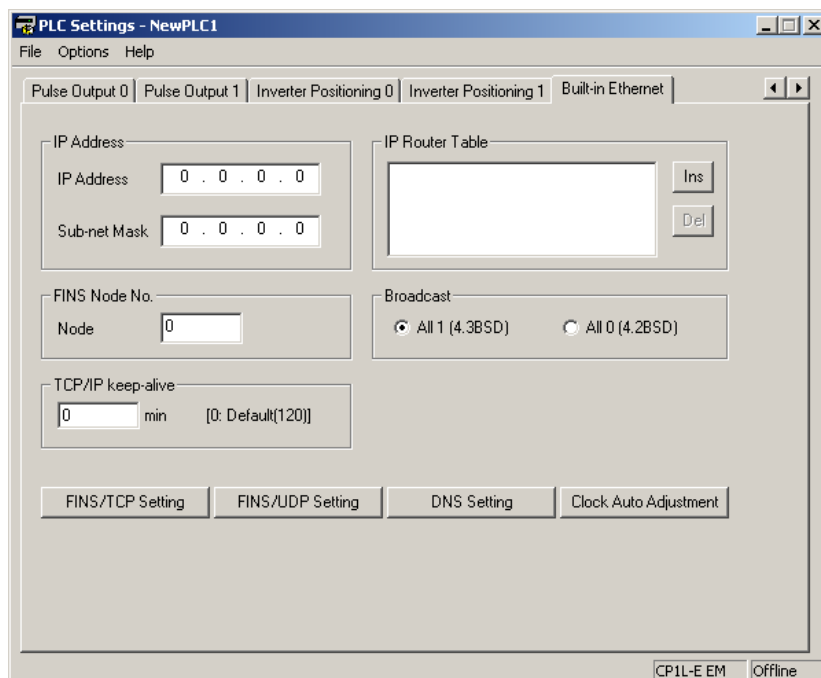 PLC Settings - NewPLC1
File Options Help
Pulse Output 0 Pulse Output 1 Inverter Positioning 0 Inverter Positioning 1 Built-in Ethernet
IP Address
IP Address 0 . 0 . 0 . 0
Sub-net Mask 0 . 0 . 0 . 0
IP Router Table
Ins
Del
FINS Node No.
Node 0
Broadcast
All 1 (4.3BSD) All 0 (4.2BSD)
TCP/IP keep-alive
0 min [0: Default(120)]
FINS/TCP Setting FINS/UDP Setting DNS Setting Clock Auto Adjustment
CP1L-E EM Offline